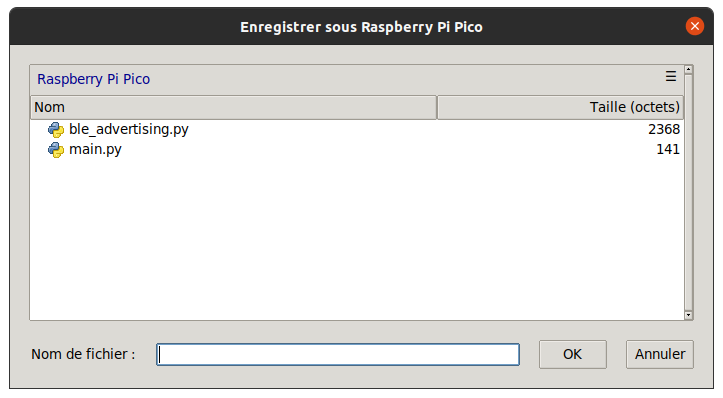 Enregistrer sous Raspberry Pi Pico
Raspberry Pi Pico
Nom Taille (octets)
ble_advertising.py 2368
main.py 141
Nom de fichier : OK Annuler